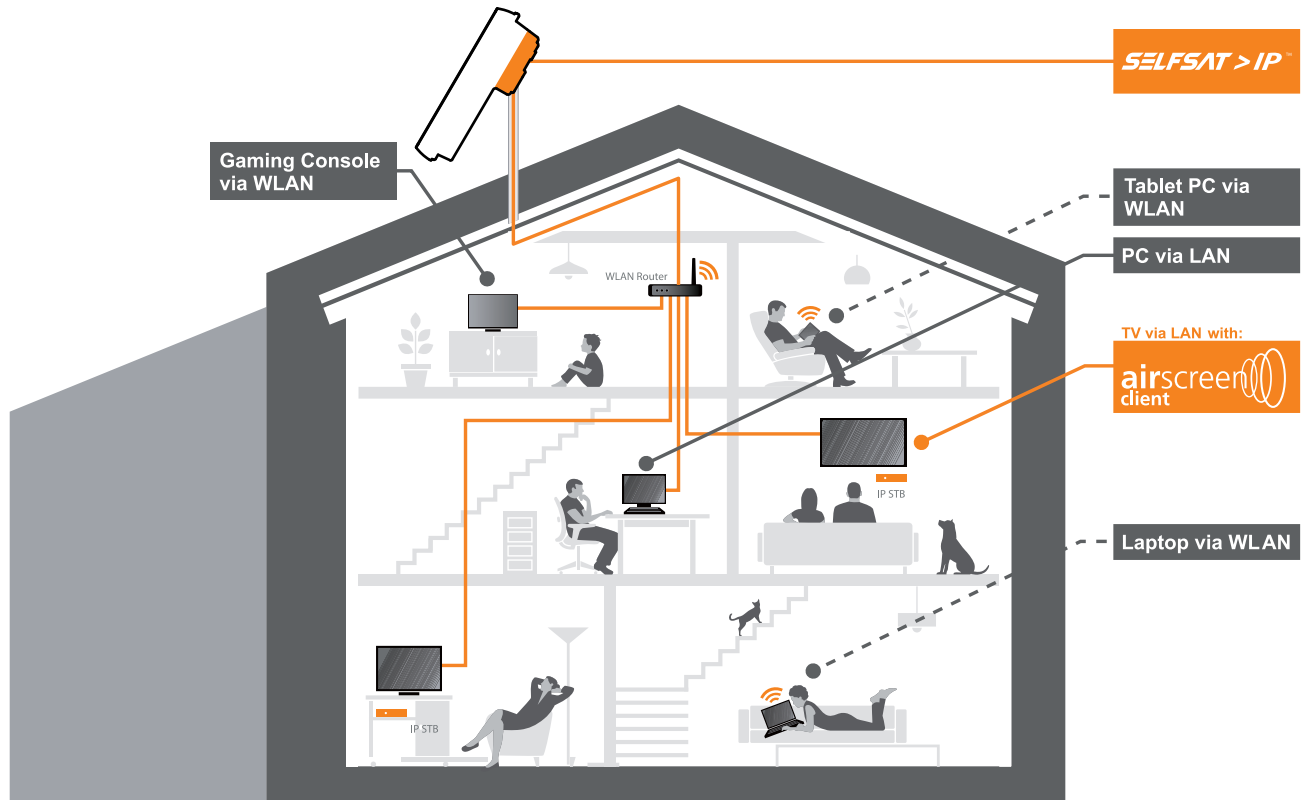 SELFSAT > IP™
Gaming Console
via WLAN
Tablet PC via
WLAN
PC via LAN
WLAN Router
TV via LAN with:
airscreen
client
IP STB
Laptop via WLAN
IP STB